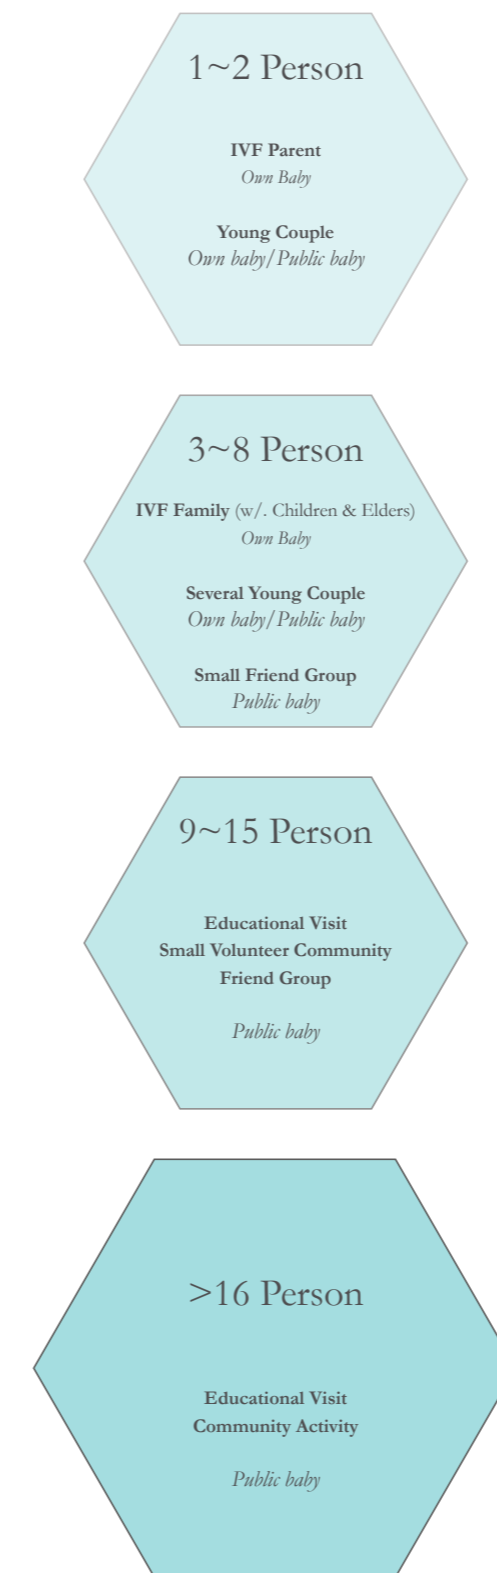 1~2 Person
IVF Parent
Own Baby
Young Couple
Own baby/Public baby
3~8 Person
IVF Family (w/. Children & Elders)
Own Baby
Several Young Couple
Own baby/Public baby
Small Friend Group
Public baby
9~15 Person
Educational Visit
Small Volunteer Community
Friend Group
Public baby
>16 Person
Educational Visit
Community Activity
Public baby